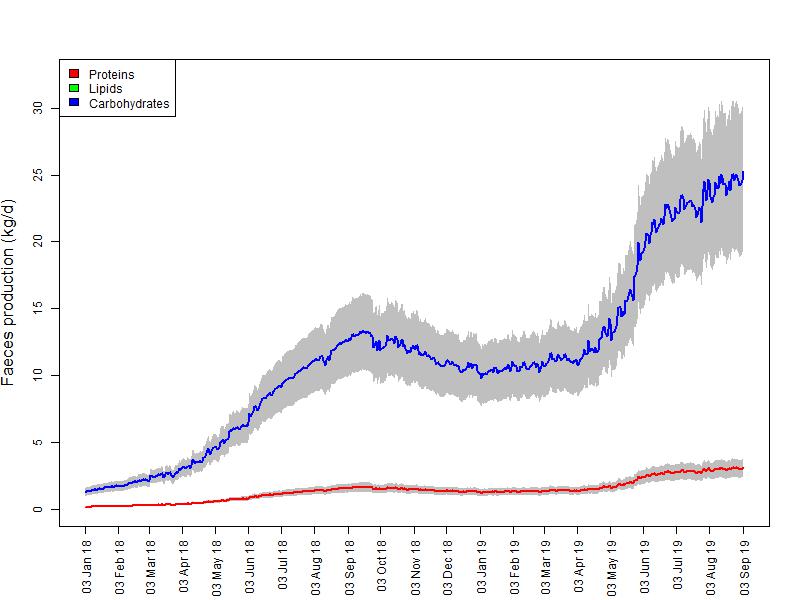 Proteins
Lipids
Carbohydrates
Faeces production (kg/d)
30
25
20
15
10
5
0
03 Jan 18
03 Feb 18
03 Mar 18
03 Apr 18
03 May 18
03 Jun 18
03 Jul 18
03 Aug 18
03 Sep 18
03 Oct 18
03 Nov 18
03 Dec 18
03 Jan 19
03 Feb 19
03 Mar 19
03 Apr 19
03 May 19
03 Jun 19
03 Jul 19
03 Aug 19
03 Sep 19